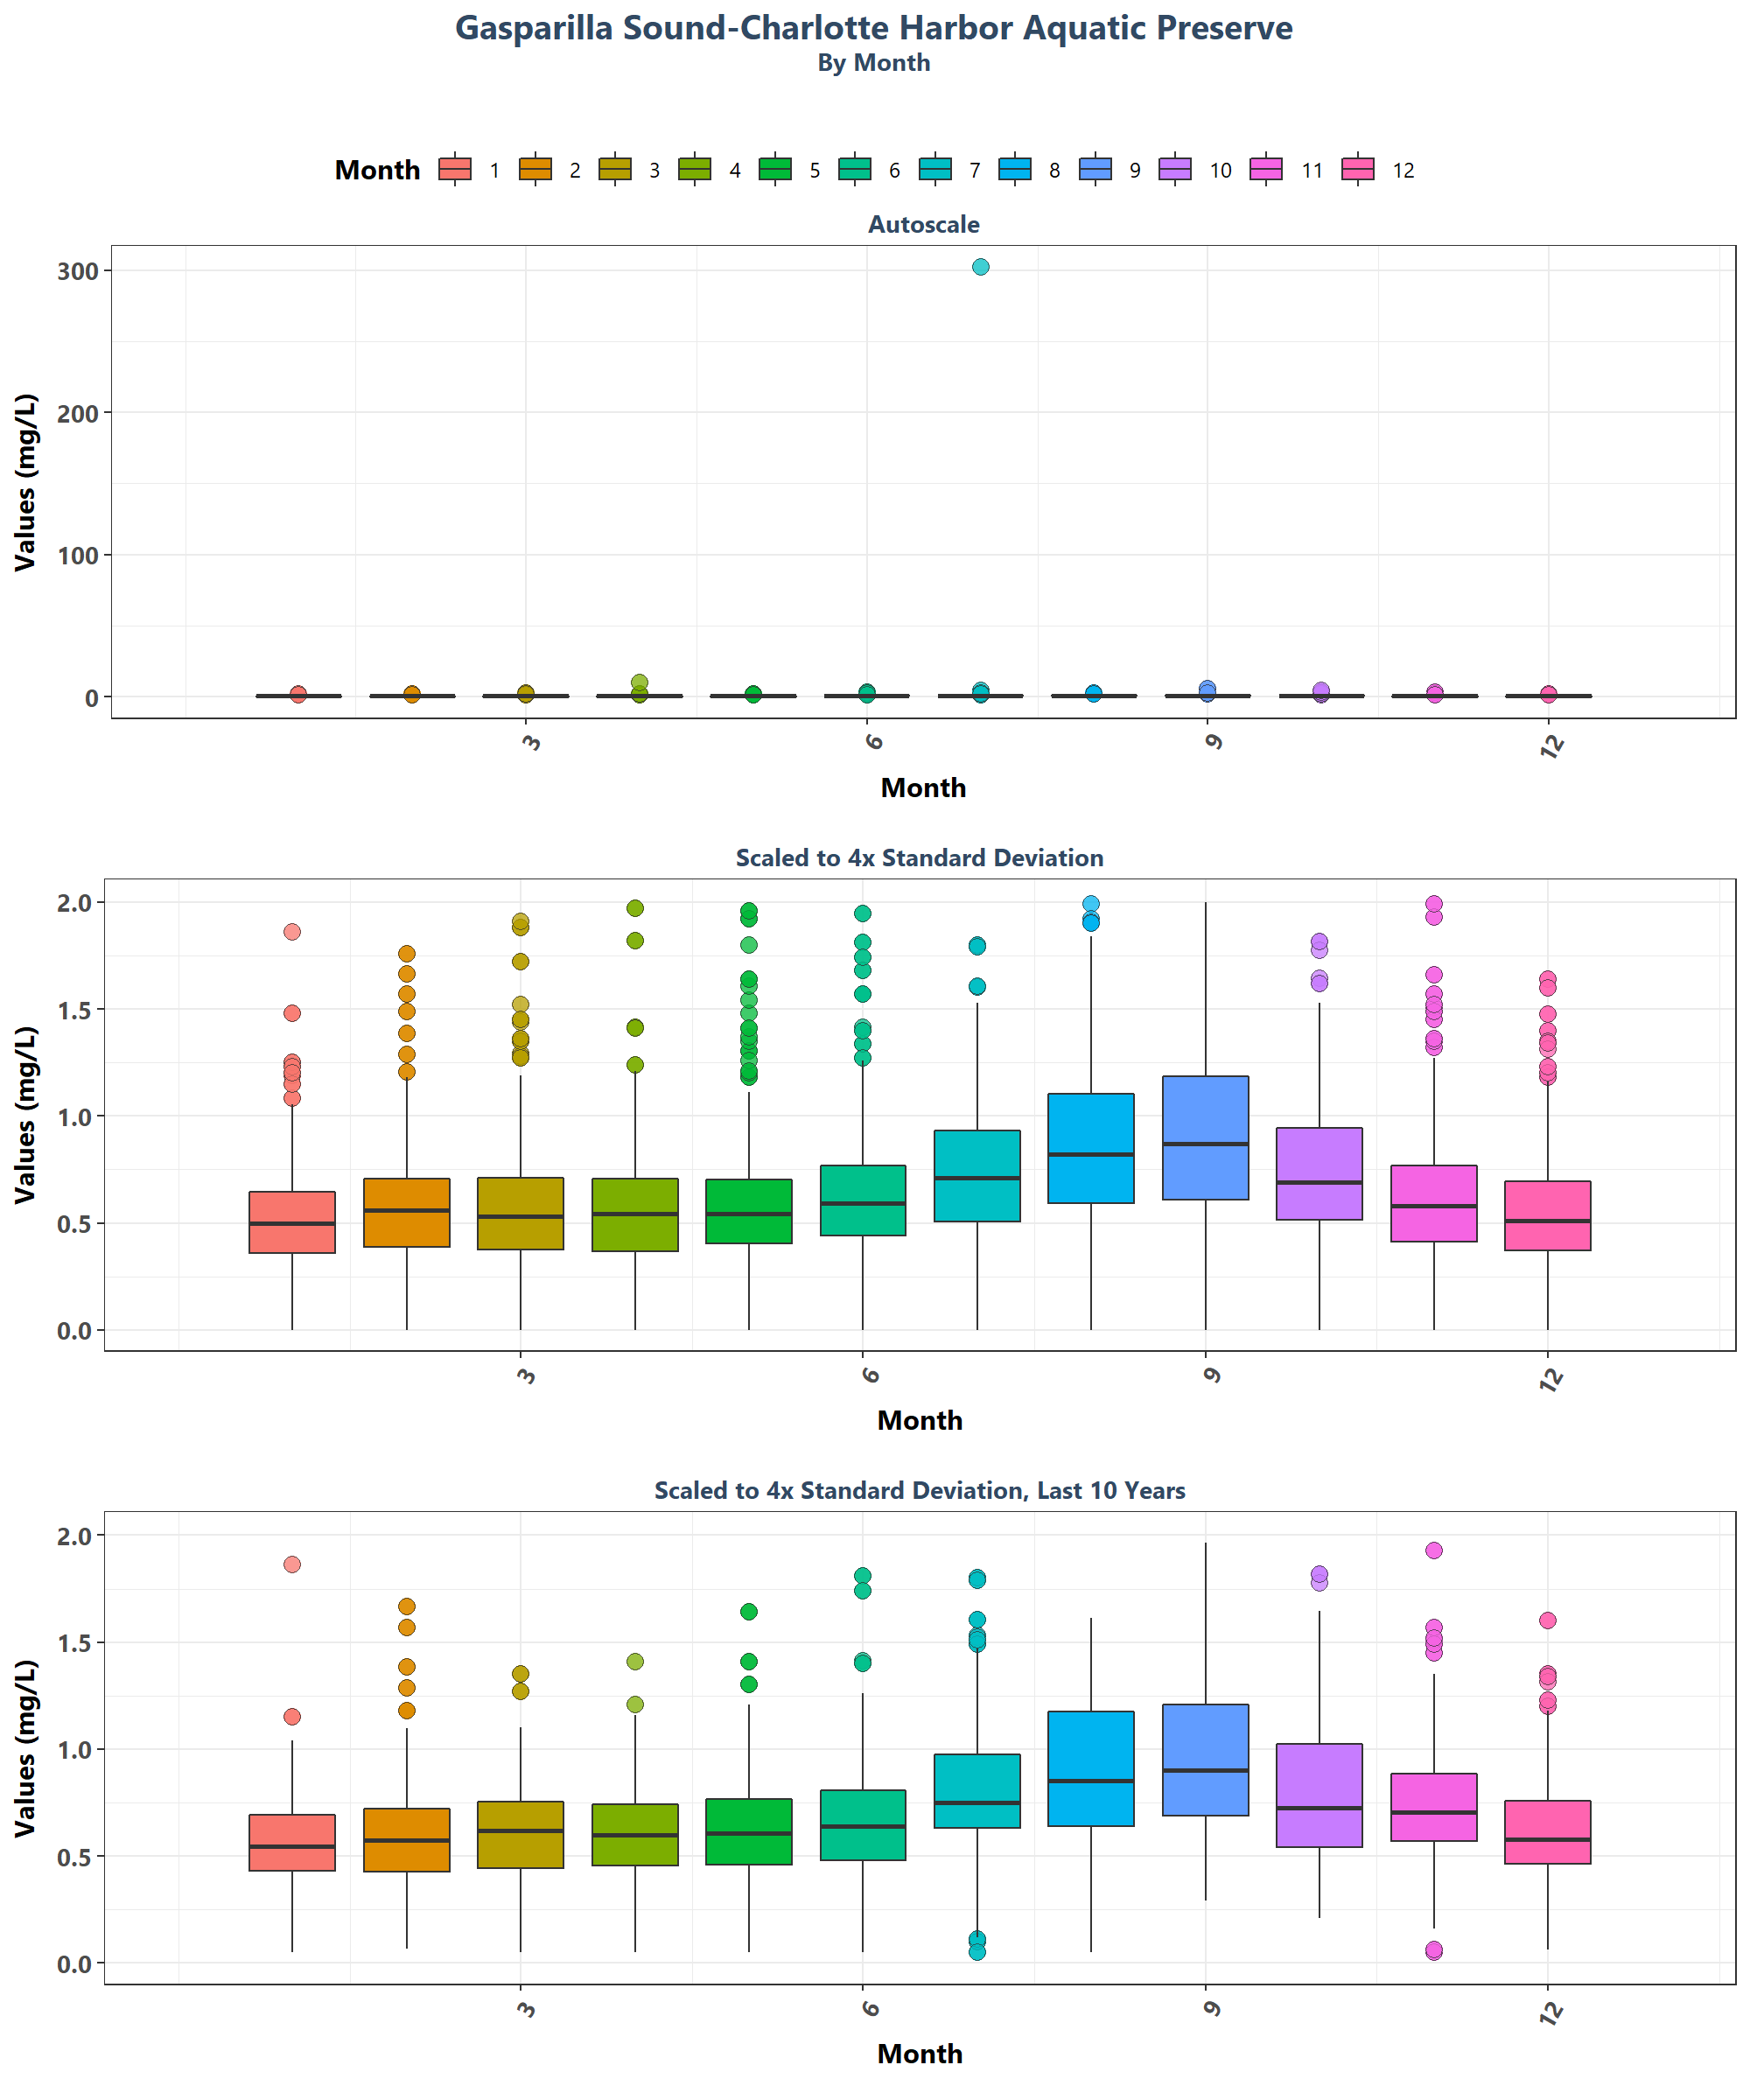 Gasparilla Sound-Charlotte Harbor Aquatic Preserve
By Month
Month 1 2 3 4 5 6 7 8 9 10 11 12
Autoscale
Values (mg/L)
300
200
100
0
3 6 9 12
Month
Scaled to 4x Standard Deviation
Values (mg/L)
2.0
1.5
1.0
0.5
0.0
3 6 9 12
Month
Scaled to 4x Standard Deviation, Last 10 Years
Values (mg/L)
2.0
1.5
1.0
0.5
0.0
3 6 9 12
Month